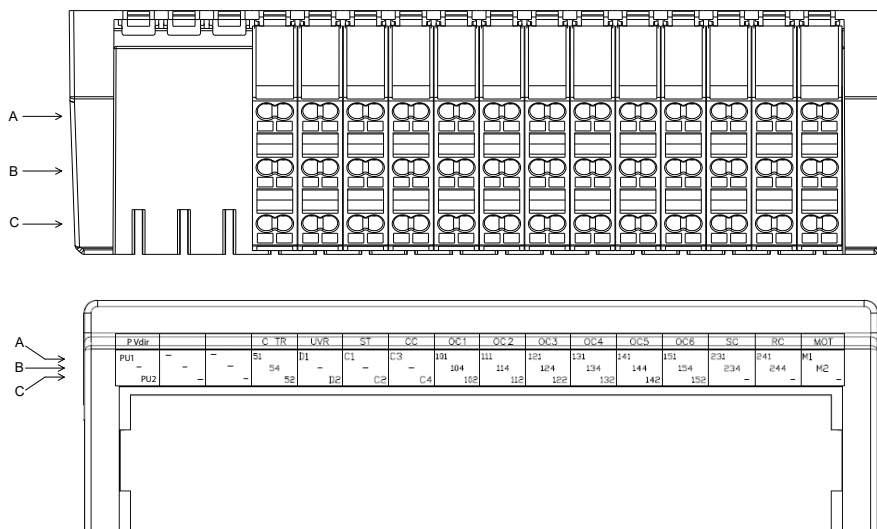 A
B
C
A
B
C
P Vdir C TR UVR ST CC OC1 OC2 OC3 OC4 OC5 OC6 SC RC MOT
PU1 – – 51 D1 C1 C3 101 111 121 131 141 151 231 241 M1
– – – 54 – – – 104 114 124 134 144 154 234 244 M2
PU2 – – 52 D2 C2 C4 102 112 122 132 142 152 – – –